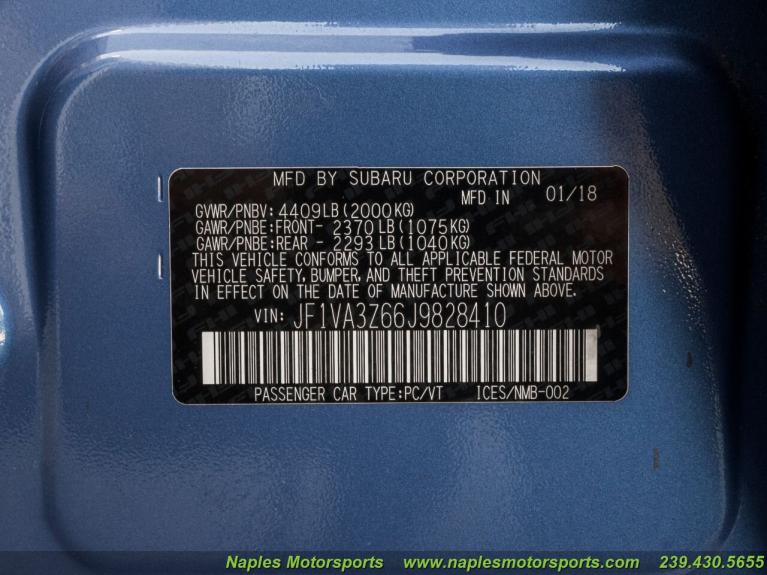 MFD BY SUBARU CORPORATION
MFD IN 01/18
GVWR/PNBV: 4409LB(2000KG)
GAWR/PNBE:FRONT- 2370 LB(1075KG)
GAWR/PNBE:REAR - 2293 LB(1040KG)
THIS VEHICLE CONFORMS TO ALL APPLICABLE FEDERAL MOTOR
VEHICLE SAFETY, BUMPER, AND THEFT PREVENTION STANDARDS
IN EFFECT ON THE DATE OF MANUFACTURE SHOWN ABOVE.
VIN: JF1VA3Z66J9828410
PASSENGER CAR TYPE:PC/VT ICES/NMB-002
Naples Motorsports www.naplesmotorsports.com 239.430.5655